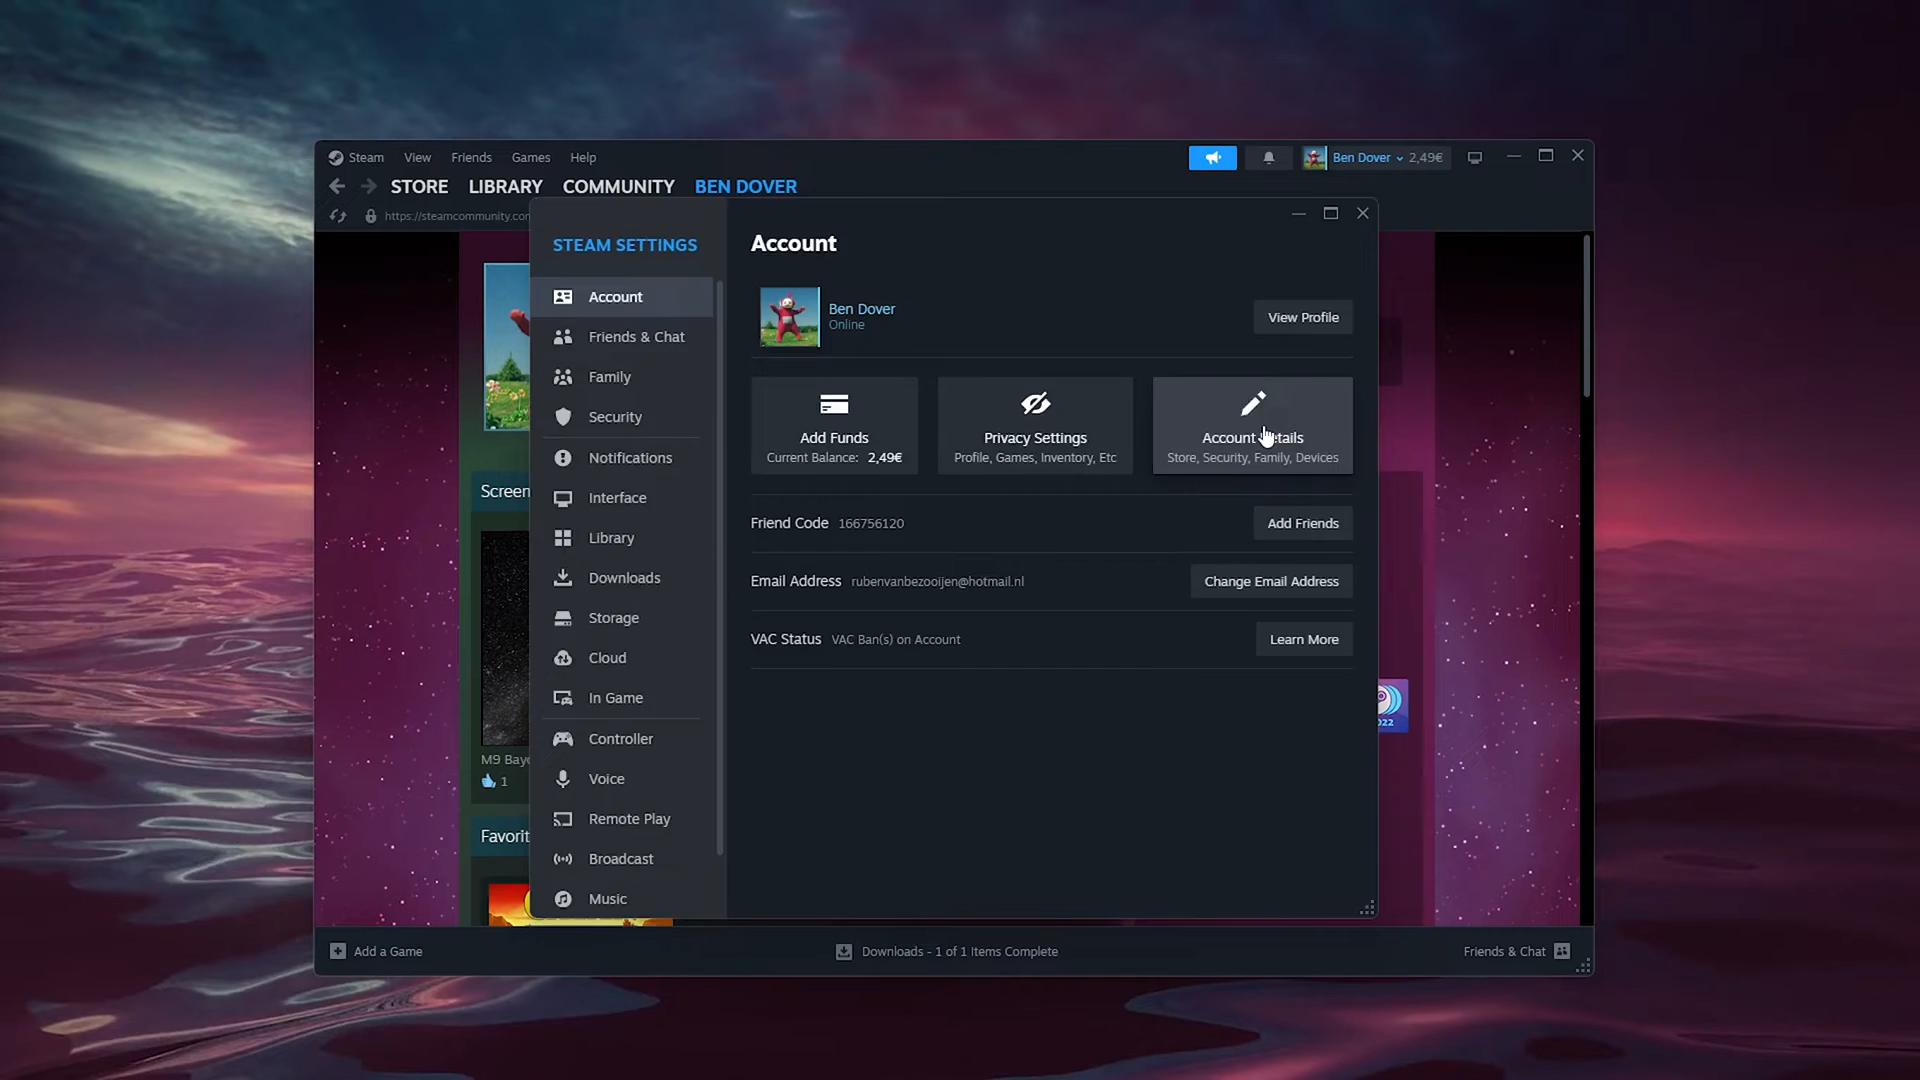 Steam View Friends Games Help
Ben Dover 2,49€
STORE LIBRARY COMMUNITY BEN DOVER
https://steamcommunity.con
STEAM SETTINGS
Account
Friends & Chat
Family
Security
Notifications
Interface
Library
Downloads
Storage
Cloud
In Game
Controller
Voice
Remote Play
Broadcast
Music
Account
Ben Dover
Online
View Profile
Add Funds
Current Balance: 2,49€
Privacy Settings
Profile, Games, Inventory, Etc
Account Details
Store, Security, Family, Devices
Friend Code 166756120
Add Friends
Email Address rubenvanbezooijen@hotmail.nl
Change Email Address
VAC Status VAC Ban(s) on Account
Learn More
Screen
M9 Bayo
1
Favorit
022
Add a Game
Downloads - 1 of 1 Items Complete
Friends & Chat